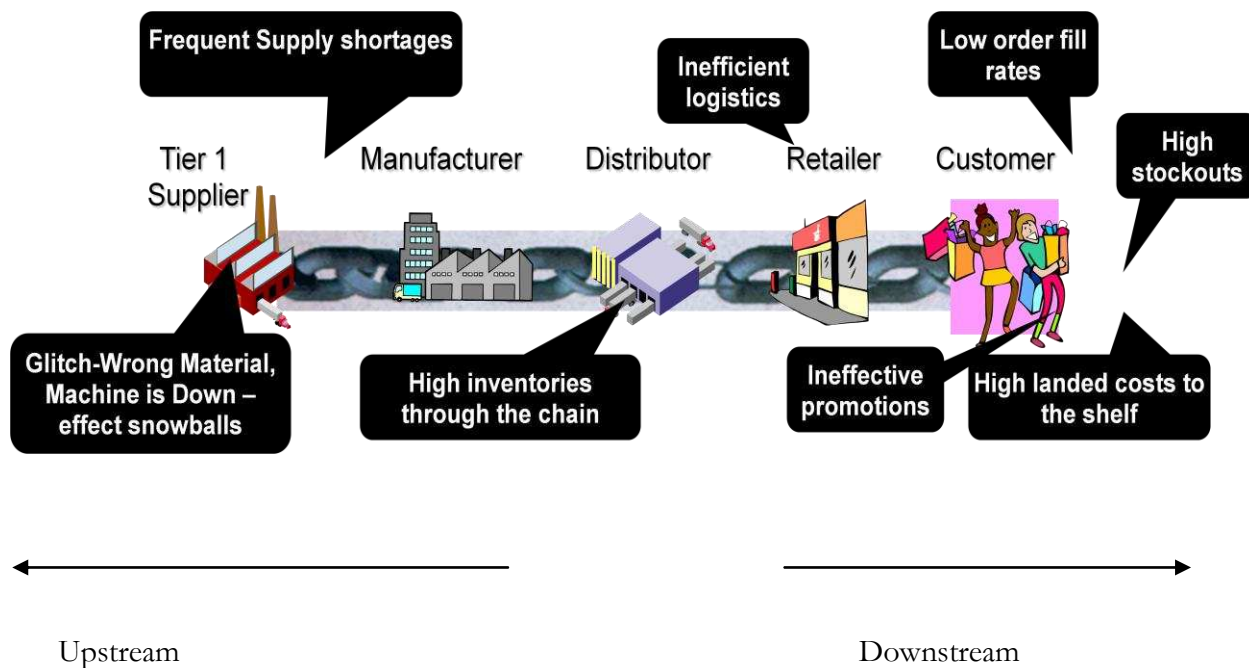 Frequent Supply shortages
Inefficient
logistics
Low order fill
rates
High
stockouts
Tier 1
Supplier
Manufacturer
Distributor
Retailer
Customer
Glitch-Wrong Material,
Machine is Down –
effect snowballs
High inventories
through the chain
Ineffective
promotions
High landed costs to
the shelf
Upstream
Downstream